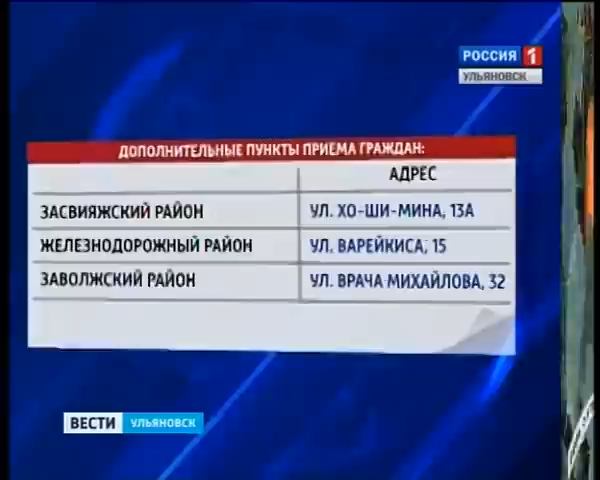 РОССИЯ 1
УЛЬЯНОВСК
ДОПОЛНИТЕЛЬНЫЕ ПУНКТЫ ПРИЕМА ГРАЖДАН:
АДРЕС
ЗАСВИЯЖСКИЙ РАЙОН УЛ. ХО-ШИ-МИНА, 13А
ЖЕЛЕЗНОДОРОЖНЫЙ РАЙОН УЛ. ВАРЕЙКИСА, 15
ЗАВОЛЖСКИЙ РАЙОН УЛ. ВРАЧА МИХАЙЛОВА, 32
ВЕСТИ УЛЬЯНОВСК